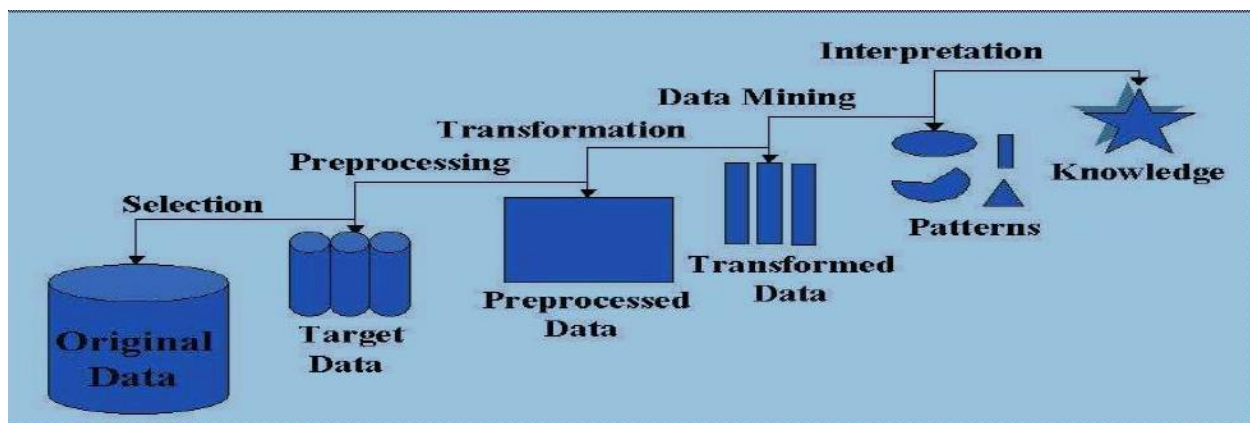 Interpretation
Data Mining
Transformation
Preprocessing
Selection
Original
Data
Target
Data
Preprocessed
Data
Transformed
Data
Patterns
Knowledge